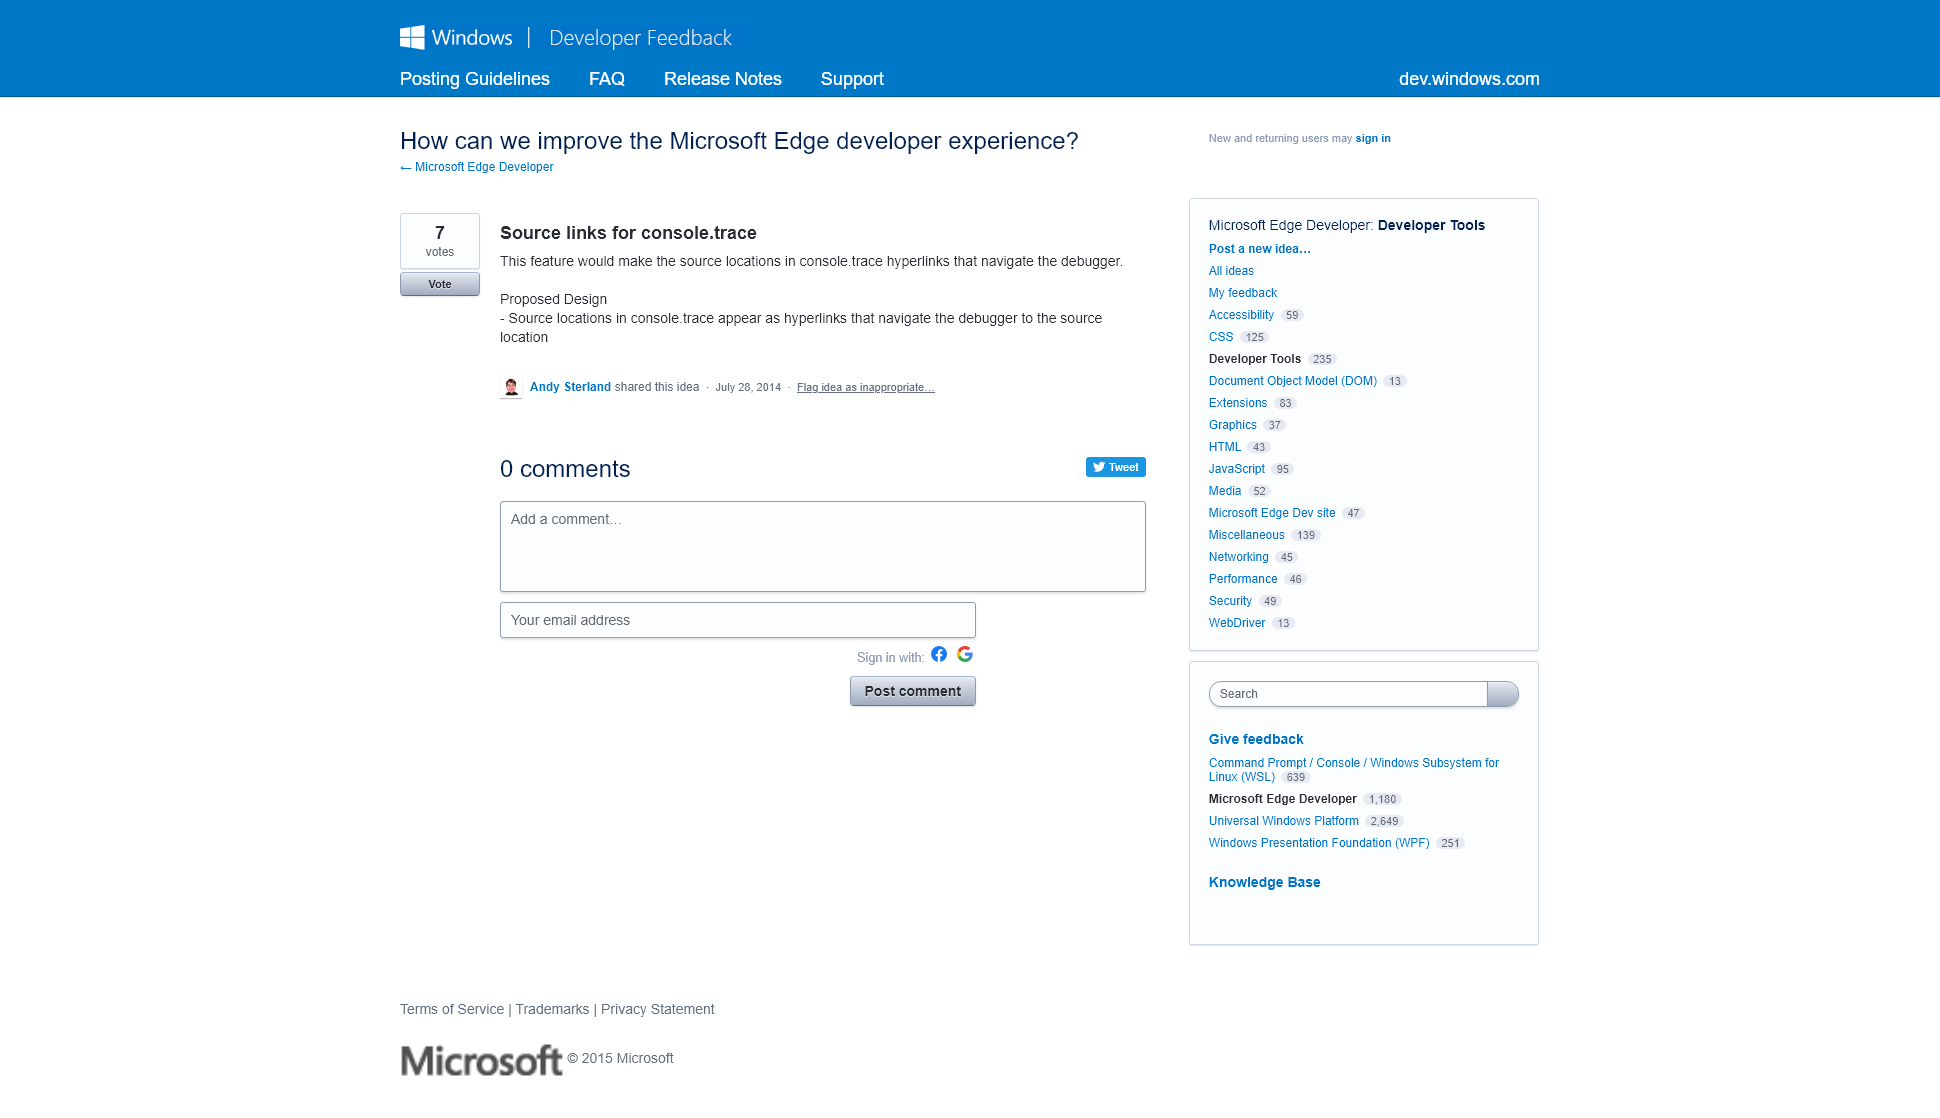 Windows | Developer Feedback
Posting Guidelines FAQ Release Notes Support dev.windows.com
How can we improve the Microsoft Edge developer experience?
← Microsoft Edge Developer
New and returning users may sign in
7
votes
Vote
Source links for console.trace
This feature would make the source locations in console.trace hyperlinks that navigate the debugger.
Proposed Design
- Source locations in console.trace appear as hyperlinks that navigate the debugger to the source
location
Andy Sterland shared this idea · July 28, 2014 · Flag idea as inappropriate…
0 comments
Tweet
Add a comment…
Your email address
Sign in with:
Post comment
Microsoft Edge Developer: Developer Tools
Post a new idea…
All ideas
My feedback
Accessibility 59
CSS 125
Developer Tools 235
Document Object Model (DOM) 13
Extensions 83
Graphics 37
HTML 43
JavaScript 95
Media 52
Microsoft Edge Dev site 47
Miscellaneous 139
Networking 45
Performance 46
Security 49
WebDriver 13
Search
Give feedback
Command Prompt / Console / Windows Subsystem for
Linux (WSL) 639
Microsoft Edge Developer 1,180
Universal Windows Platform 2,649
Windows Presentation Foundation (WPF) 251
Knowledge Base
Terms of Service | Trademarks | Privacy Statement
Microsoft © 2015 Microsoft